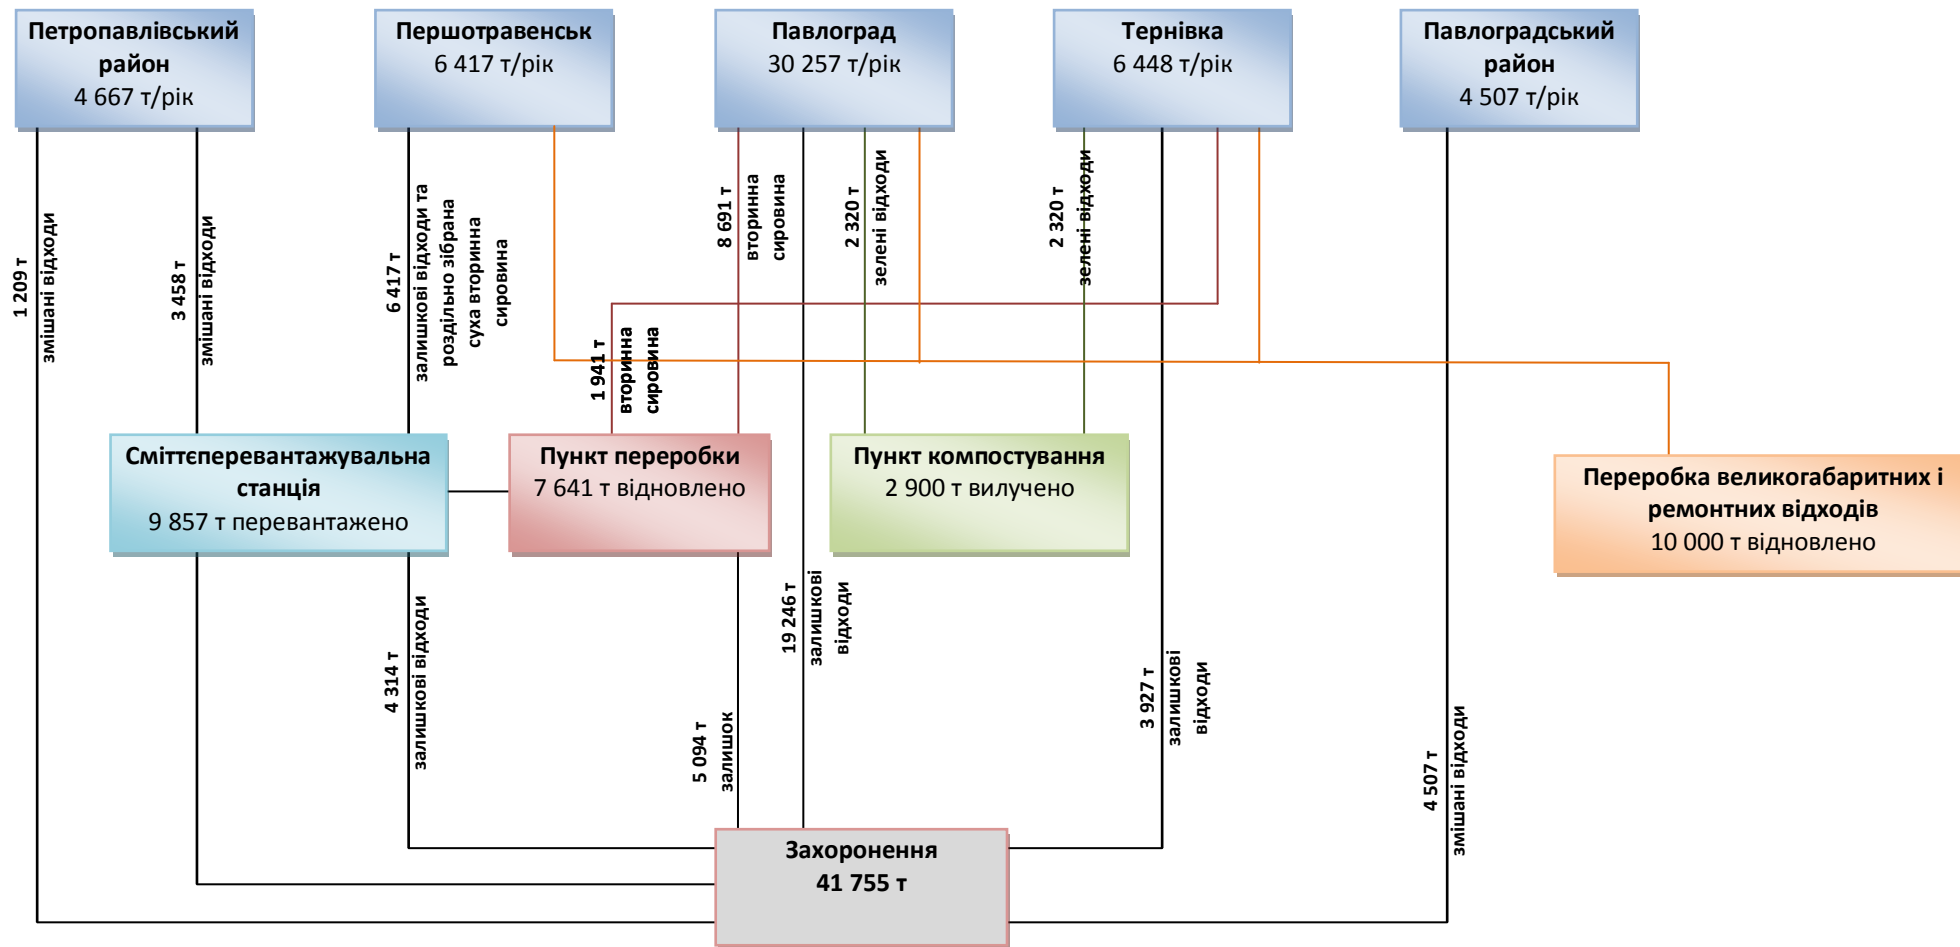 Петропавлівський
район
4 667 т/рік
Першотравенськ
6 417 т/рік
Павлоград
30 257 т/рік
Тернівка
6 448 т/рік
Павлоградський
район
4 507 т/рік
1 209 т
змішані відходи
3 458 т
змішані відходи
6 417 т
залишкові відходи та
роздільно зібрана
суха вторинна
сировина
8 691 т
вторинна
сировина
2 320 т
зелені відходи
2 320 т
зелені відходи
1 941 т
вторинна
сировина
Сміттєперевантажувальна
станція
9 857 т перевантажено
Пункт переробки
7 641 т відновлено
Пункт компостування
2 900 т вилучено
Переробка великогабаритних і
ремонтних відходів
10 000 т відновлено
4 314 т
залишкові відходи
5 094 т
залишок
19 246 т
залишкові
відходи
3 927 т
залишкові
відходи
4 507 т
змішані відходи
Захоронення
41 755 т